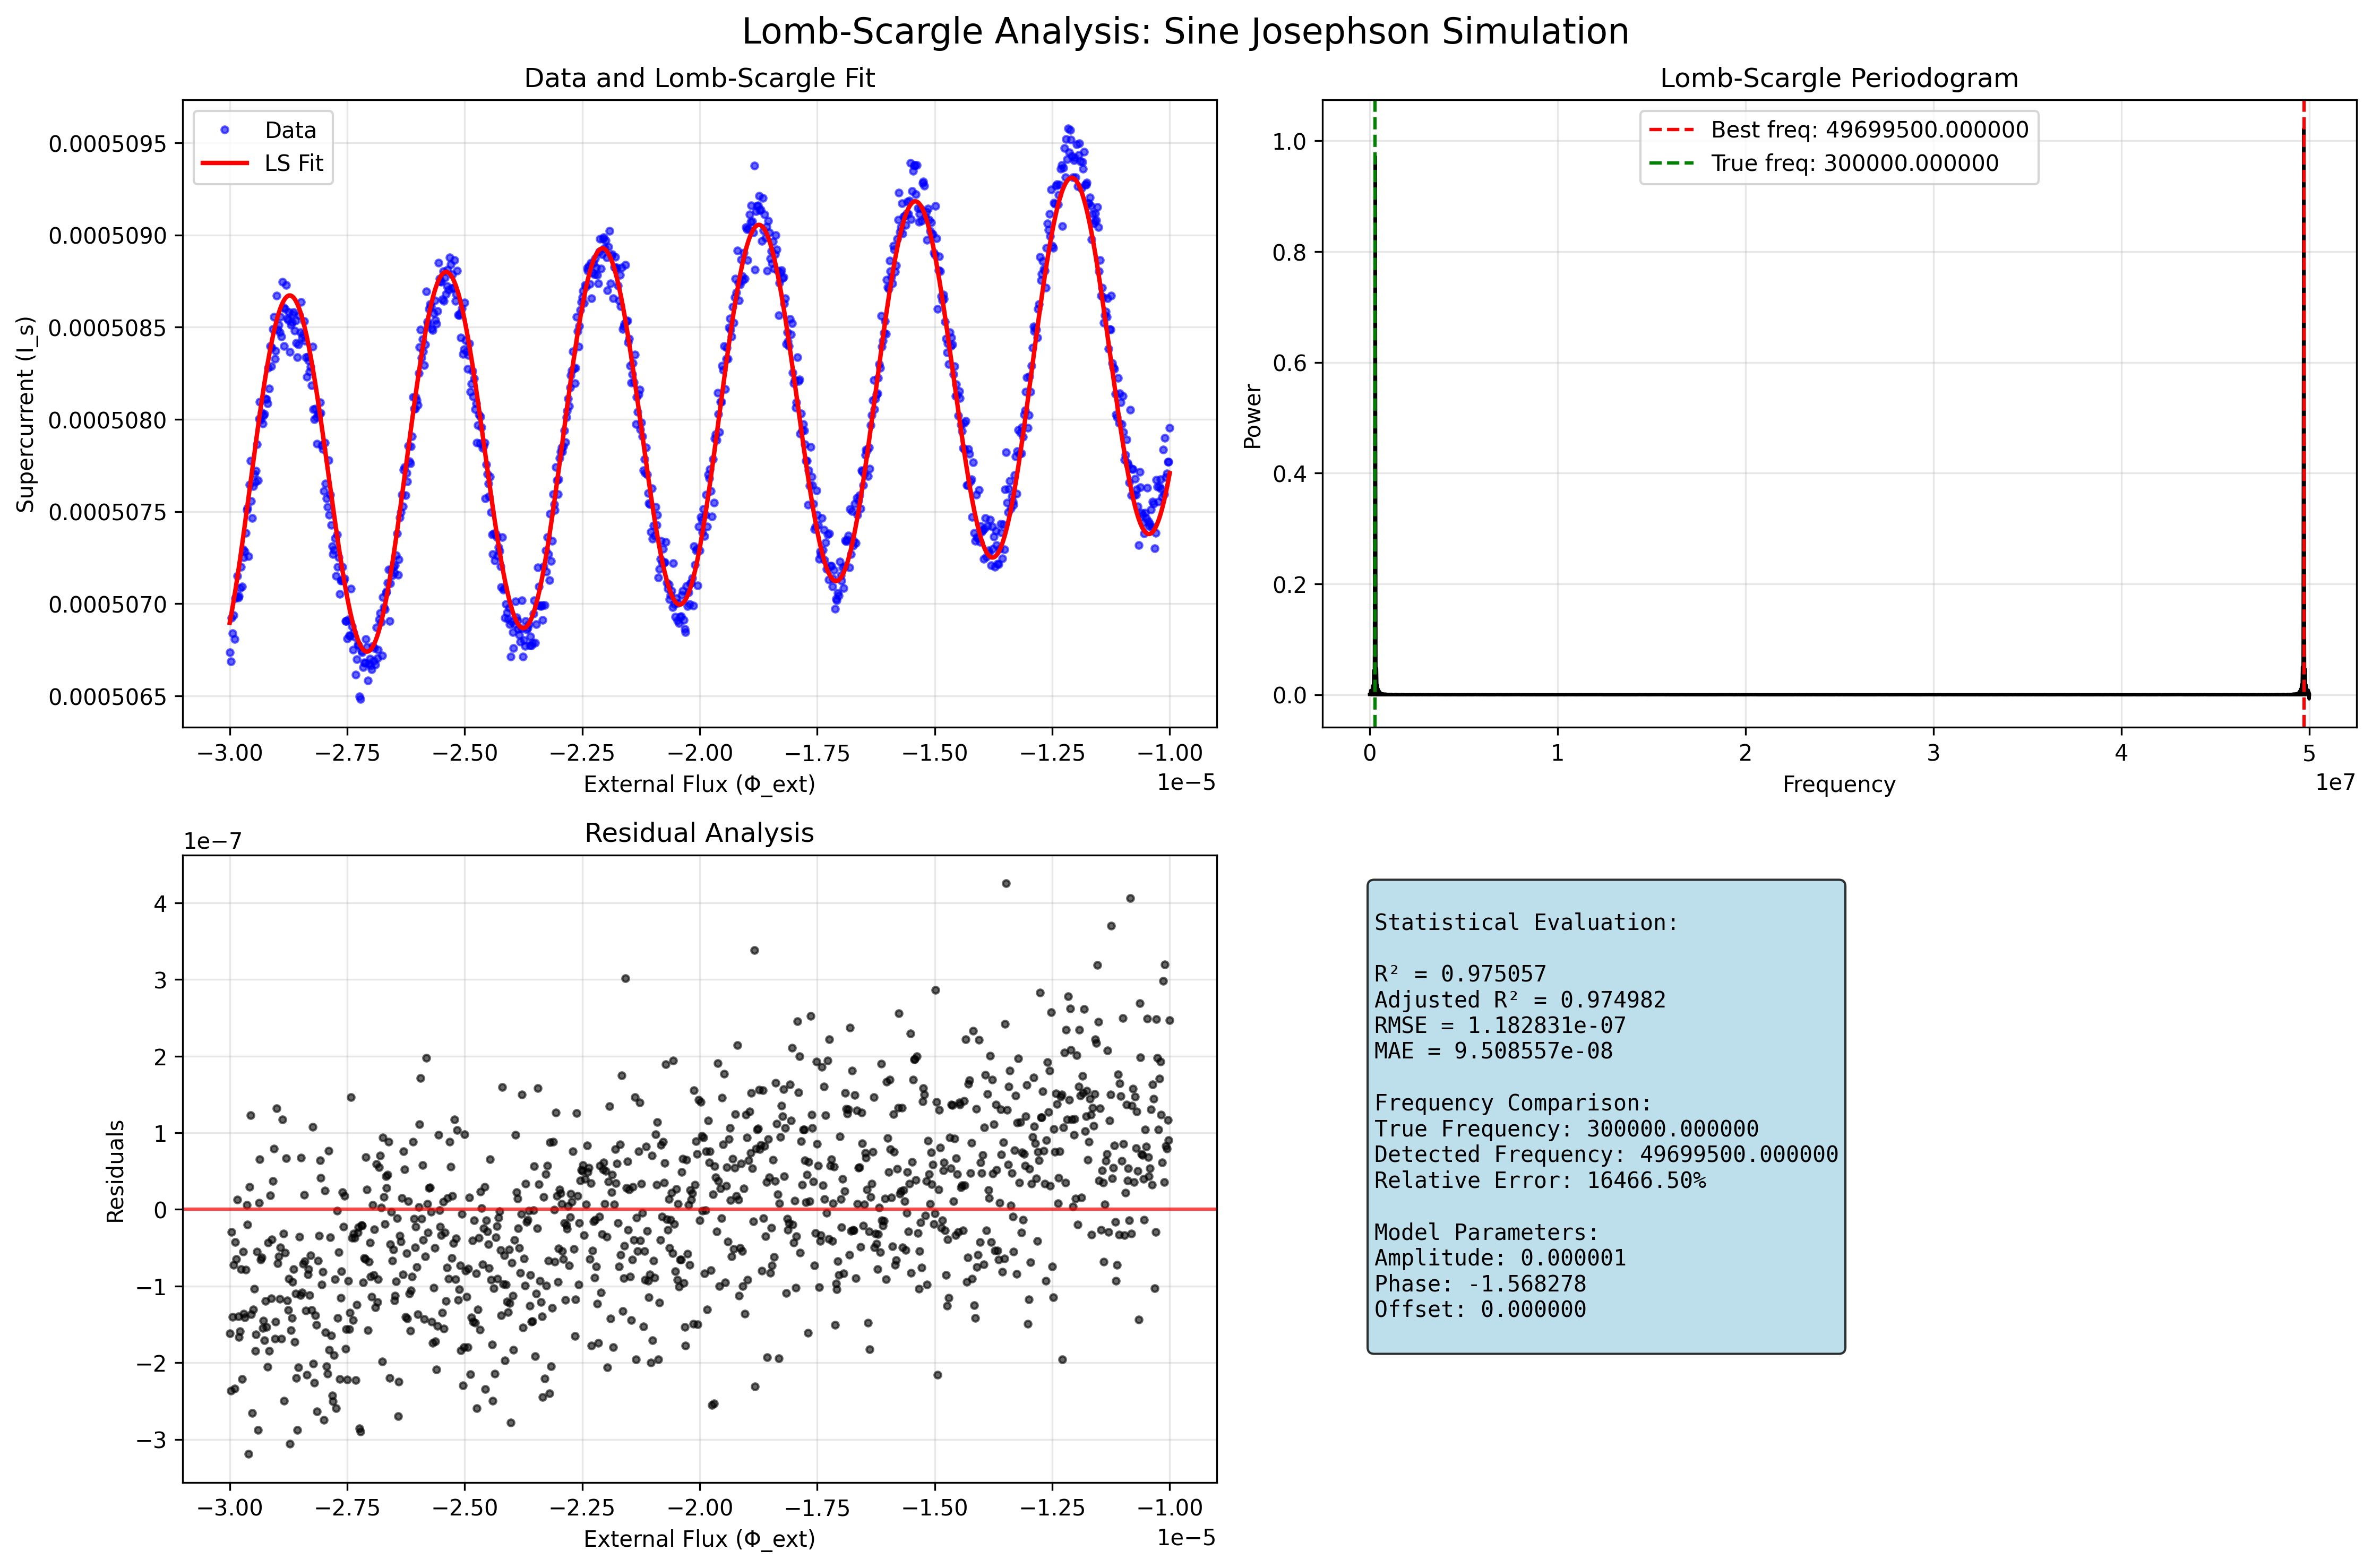 Lomb-Scargle Analysis: Sine Josephson Simulation
Data and Lomb-Scargle Fit
Data
LS Fit
Supercurrent (I_s)
0.0005095
0.0005090
0.0005085
0.0005080
0.0005075
0.0005070
0.0005065
−3.00 −2.75 −2.50 −2.25 −2.00 −1.75 −1.50 −1.25 −1.00
1e−5
External Flux (Φ_ext)
Lomb-Scargle Periodogram
Best freq: 49699500.000000
True freq: 300000.000000
Power
1.0
0.8
0.6
0.4
0.2
0.0
0 1 2 3 4 5
1e7
Frequency
Residual Analysis
1e−7
Residuals
4
3
2
1
0
−1
−2
−3
−3.00 −2.75 −2.50 −2.25 −2.00 −1.75 −1.50 −1.25 −1.00
1e−5
External Flux (Φ_ext)
Statistical Evaluation:
R² = 0.975057
Adjusted R² = 0.974982
RMSE = 1.182831e-07
MAE = 9.508557e-08
Frequency Comparison:
True Frequency: 300000.000000
Detected Frequency: 49699500.000000
Relative Error: 16466.50%
Model Parameters:
Amplitude: 0.000001
Phase: -1.568278
Offset: 0.000000